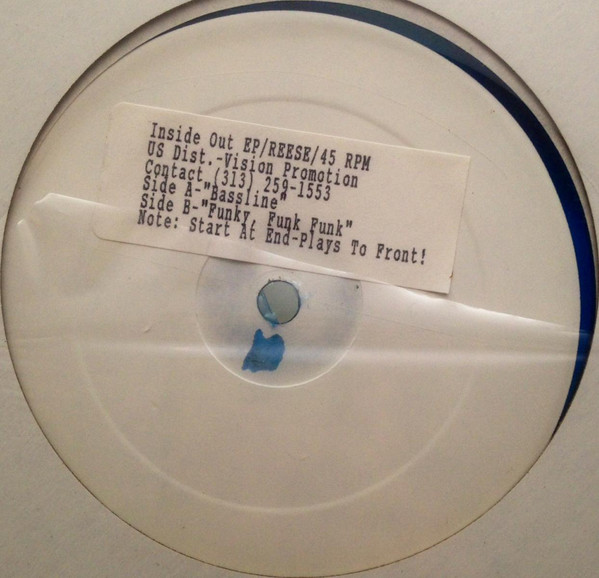 Inside Out EP/REESE/45 RPM
US Dist.-Vision Promotion
Contact (313) 259-1553
Side A-"Bassline"
Side B-"Funky, Funk Funk"
Note: Start At End-Plays To Front!